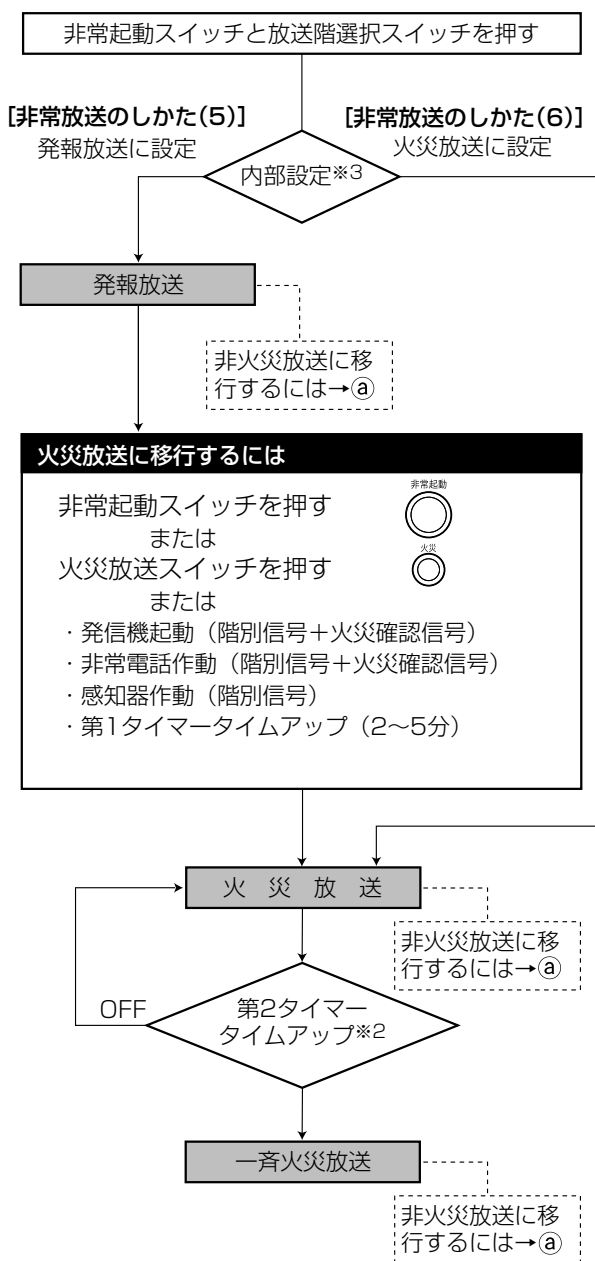 非常起動スイッチと放送階選択スイッチを押す
[非常放送のしかた(5)]
発報放送に設定
[非常放送のしかた(6)]
火災放送に設定
内部設定※3
発報放送
非火災放送に移
行するには→ⓐ
火災放送に移行するには
非常起動スイッチを押す
非常起動
または
火災放送スイッチを押す
火災
または
・発信機起動（階別信号＋火災確認信号）
・非常電話作動（階別信号＋火災確認信号）
・感知器作動（階別信号）
・第1タイマータイムアップ（2〜5分）
火 災 放 送
非火災放送に移
行するには→ⓐ
OFF
第2タイマー
タイムアップ※2
一斉火災放送
非火災放送に移
行するには→ⓐ